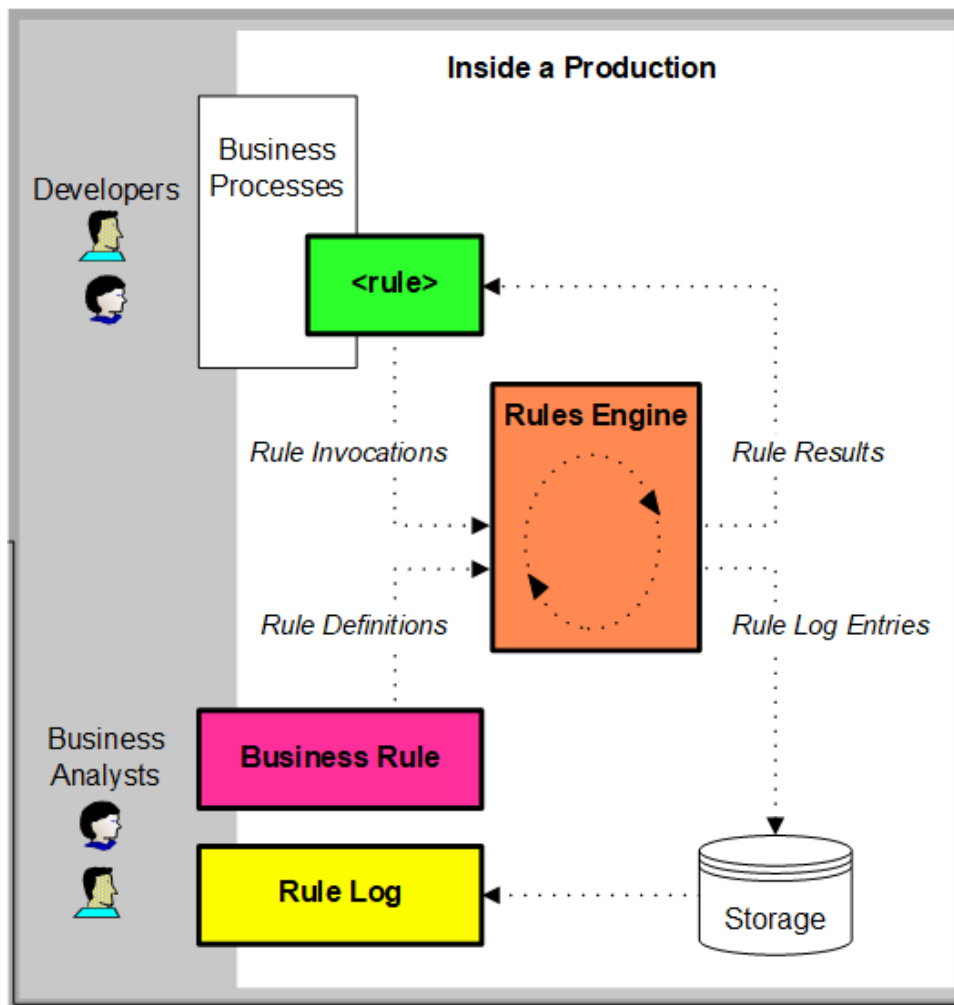 Inside a Production
Business
Processes
Developers
<rule>
Rules Engine
Rule Invocations
Rule Results
Rule Definitions
Rule Log Entries
Business
Analysts
Business Rule
Rule Log
Storage